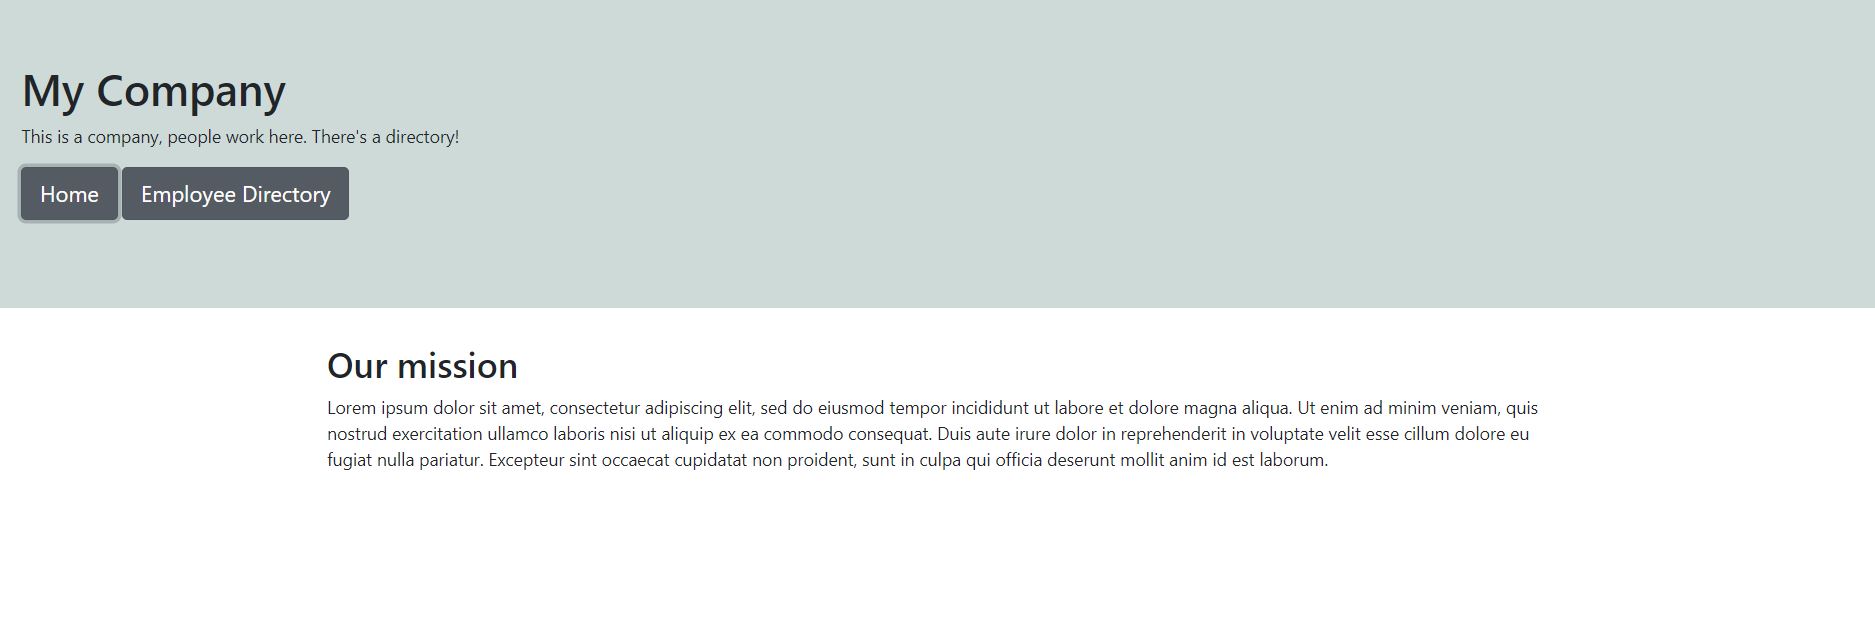 My Company
This is a company, people work here. There's a directory!
Home Employee Directory
Our mission
Lorem ipsum dolor sit amet, consectetur adipiscing elit, sed do eiusmod tempor incididunt ut labore et dolore magna aliqua. Ut enim ad minim veniam, quis
nostrud exercitation ullamco laboris nisi ut aliquip ex ea commodo consequat. Duis aute irure dolor in reprehenderit in voluptate velit esse cillum dolore eu
fugiat nulla pariatur. Excepteur sint occaecat cupidatat non proident, sunt in culpa qui officia deserunt mollit anim id est laborum.